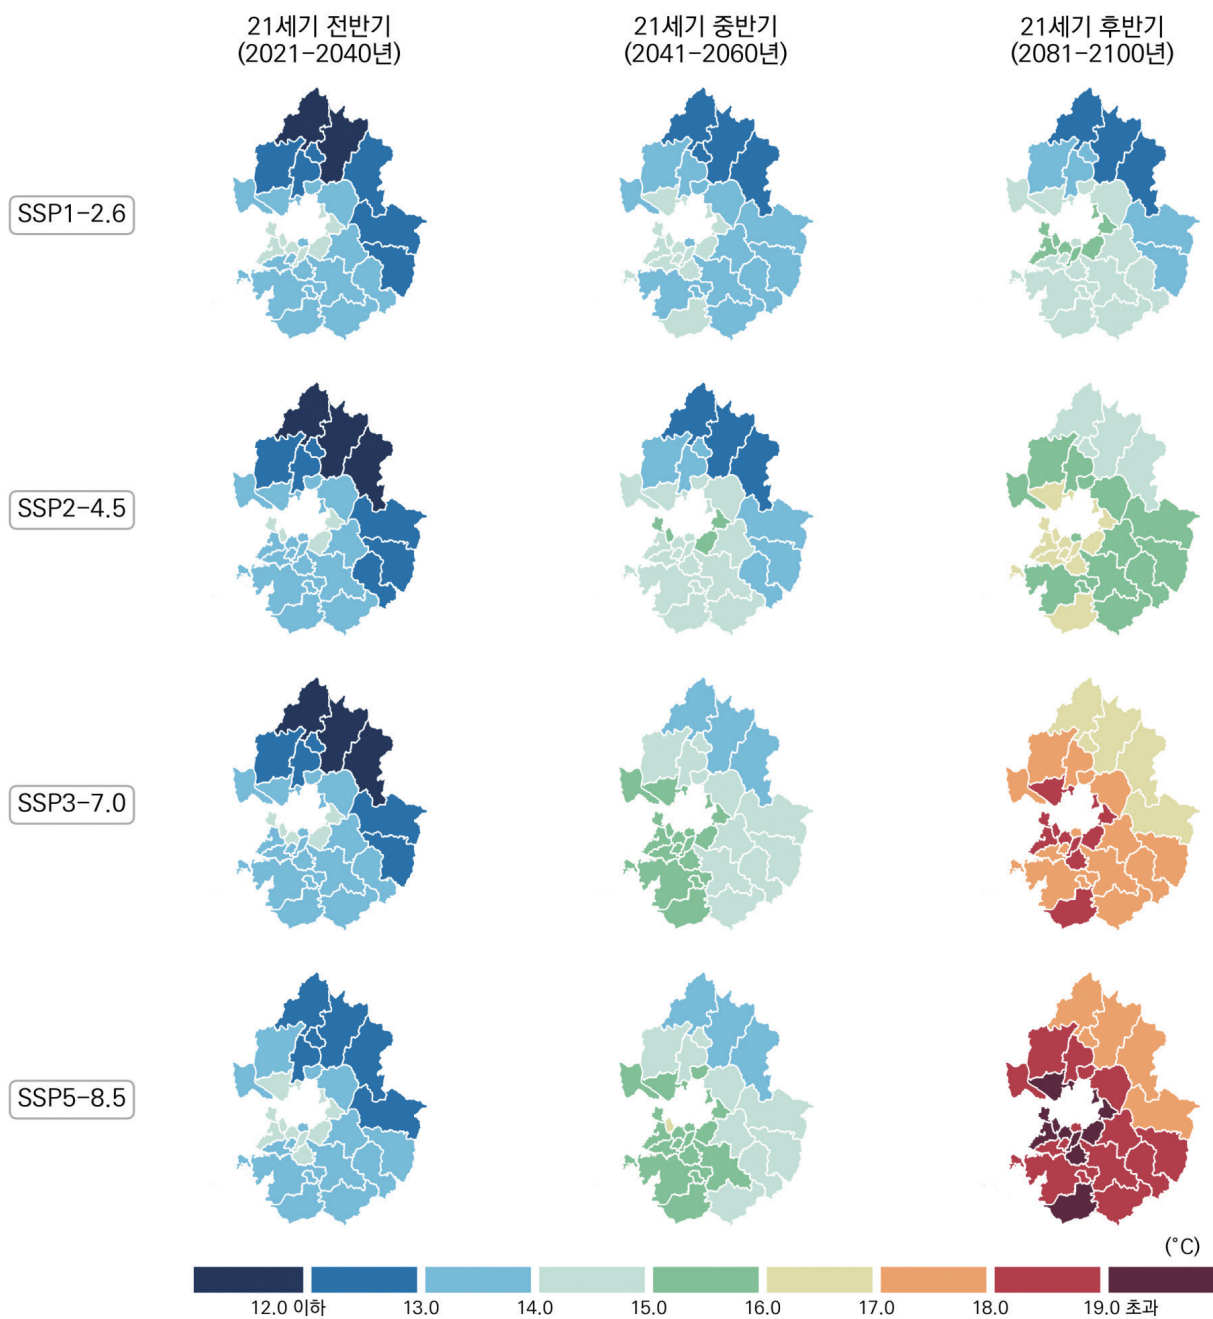 21세기 전반기
(2021-2040년)
21세기 중반기
(2041-2060년)
21세기 후반기
(2081-2100년)
SSP1-2.6
SSP2-4.5
SSP3-7.0
SSP5-8.5
(°C)
12.0 이하 13.0 14.0 15.0 16.0 17.0 18.0 19.0 초과